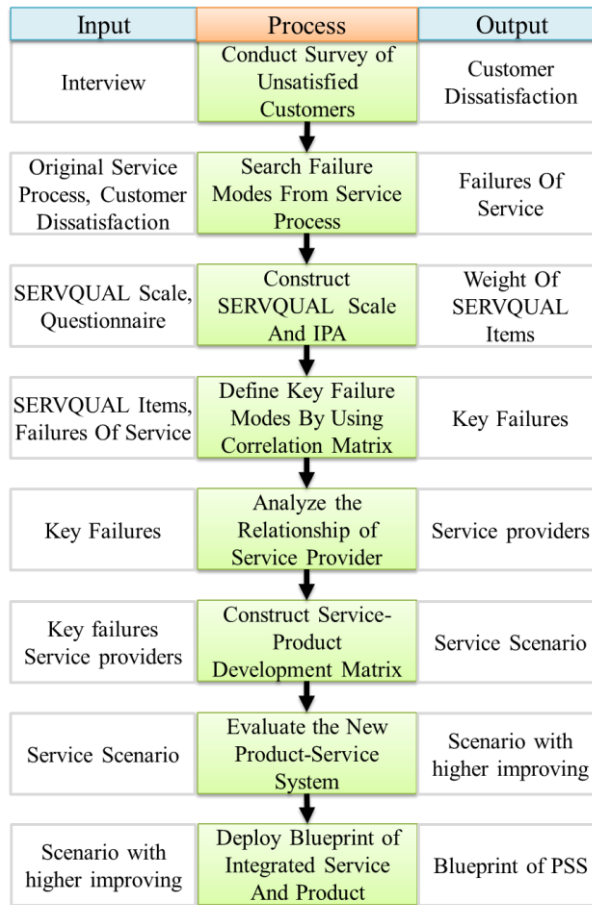 Input
Process
Output
Interview
Conduct Survey of
Unsatisfied
Customers
Customer
Dissatisfaction
Original Service
Process, Customer
Dissatisfaction
Search Failure
Modes From Service
Process
Failures Of
Service
SERVQUAL Scale,
Questionnaire
Construct
SERVQUAL Scale
And IPA
Weight Of
SERVQUAL
Items
SERVQUAL Items,
Failures Of Service
Define Key Failure
Modes By Using
Correlation Matrix
Key Failures
Key Failures
Analyze the
Relationship of
Service Provider
Service providers
Key failures
Service providers
Construct Service-
Product
Development Matrix
Service Scenario
Service Scenario
Evaluate the New
Product-Service
System
Scenario with
higher improving
Scenario with
higher improving
Deploy Blueprint of
Integrated Service
And Product
Blueprint of PSS